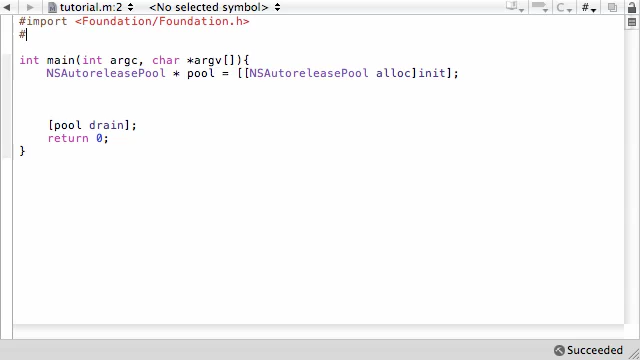 tutorial.m:2 <No selected symbol> C # 
#import <Foundation/Foundation.h>
#
int main(int argc, char *argv[]){
NSAutoreleasePool * pool = [[NSAutoreleasePool alloc]init];
[pool drain];
return 0;
}
Succeeded